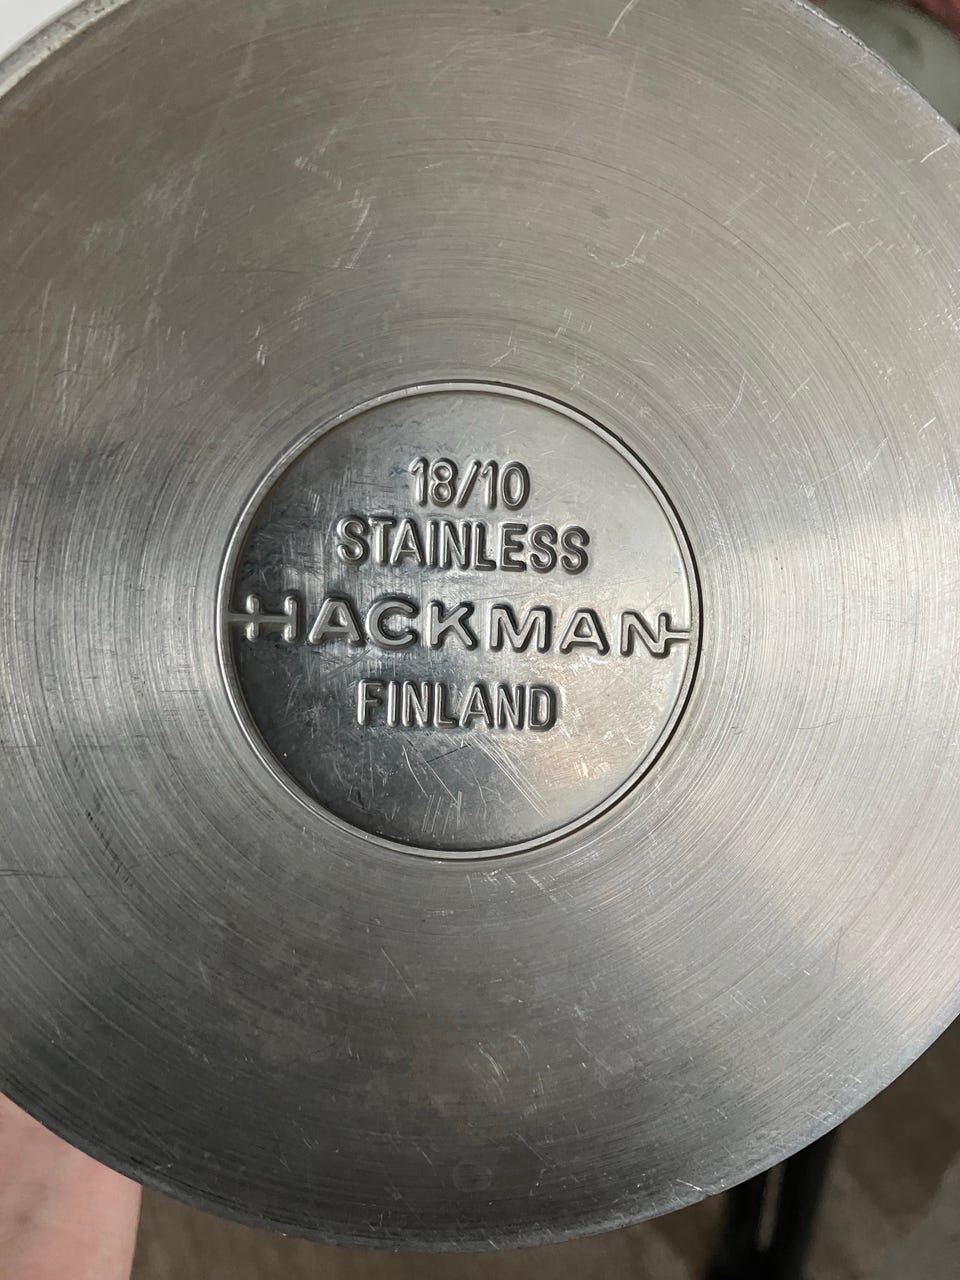 18/10
STAINLESS
HACKMAN
FINLAND